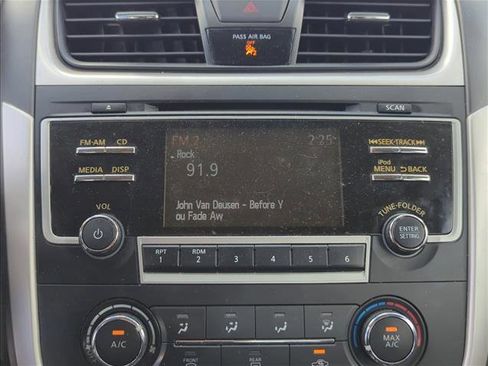 PASS AIR BAG
OFF
SCAN
FM·AM CD
FM 2 2:25
SEEK·TRACK
Rock
91.9
MEDIA DISP
iPod
MENU BACK
John Van Deusen - Before Y
ou Fade Aw
VOL
TUNE·FOLDER
ENTER
SETTING
RPT
1
RDM
2
3 4 5 6
A/C
MAX
A/C
FRONT
REAR